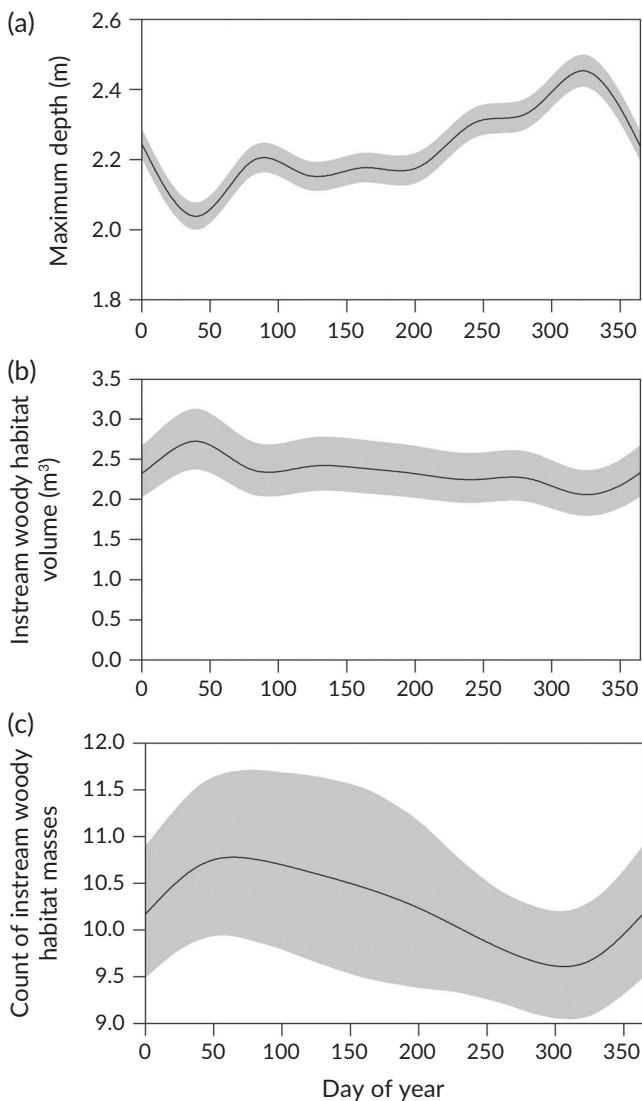 (a)
Maximum depth (m)
2.6
2.4
2.2
2.0
1.8
0 50 100 150 200 250 300 350
(b)
Instream woody habitat
volume (m³)
3.5
3.0
2.5
2.0
1.5
1.0
0.5
0.0
0 50 100 150 200 250 300 350
(c)
Count of instream woody
habitat masses
12.0
11.5
11.0
10.5
10.0
9.5
9.0
0 50 100 150 200 250 300 350
Day of year